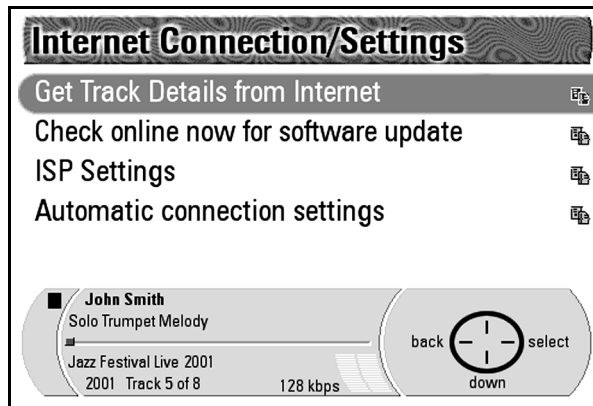 Internet Connection/Settings
Get Track Details from Internet
Check online now for software update
ISP Settings
Automatic connection settings
John Smith
Solo Trumpet Melody
Jazz Festival Live 2001
2001 Track 5 of 8 128 kbps
back select
down